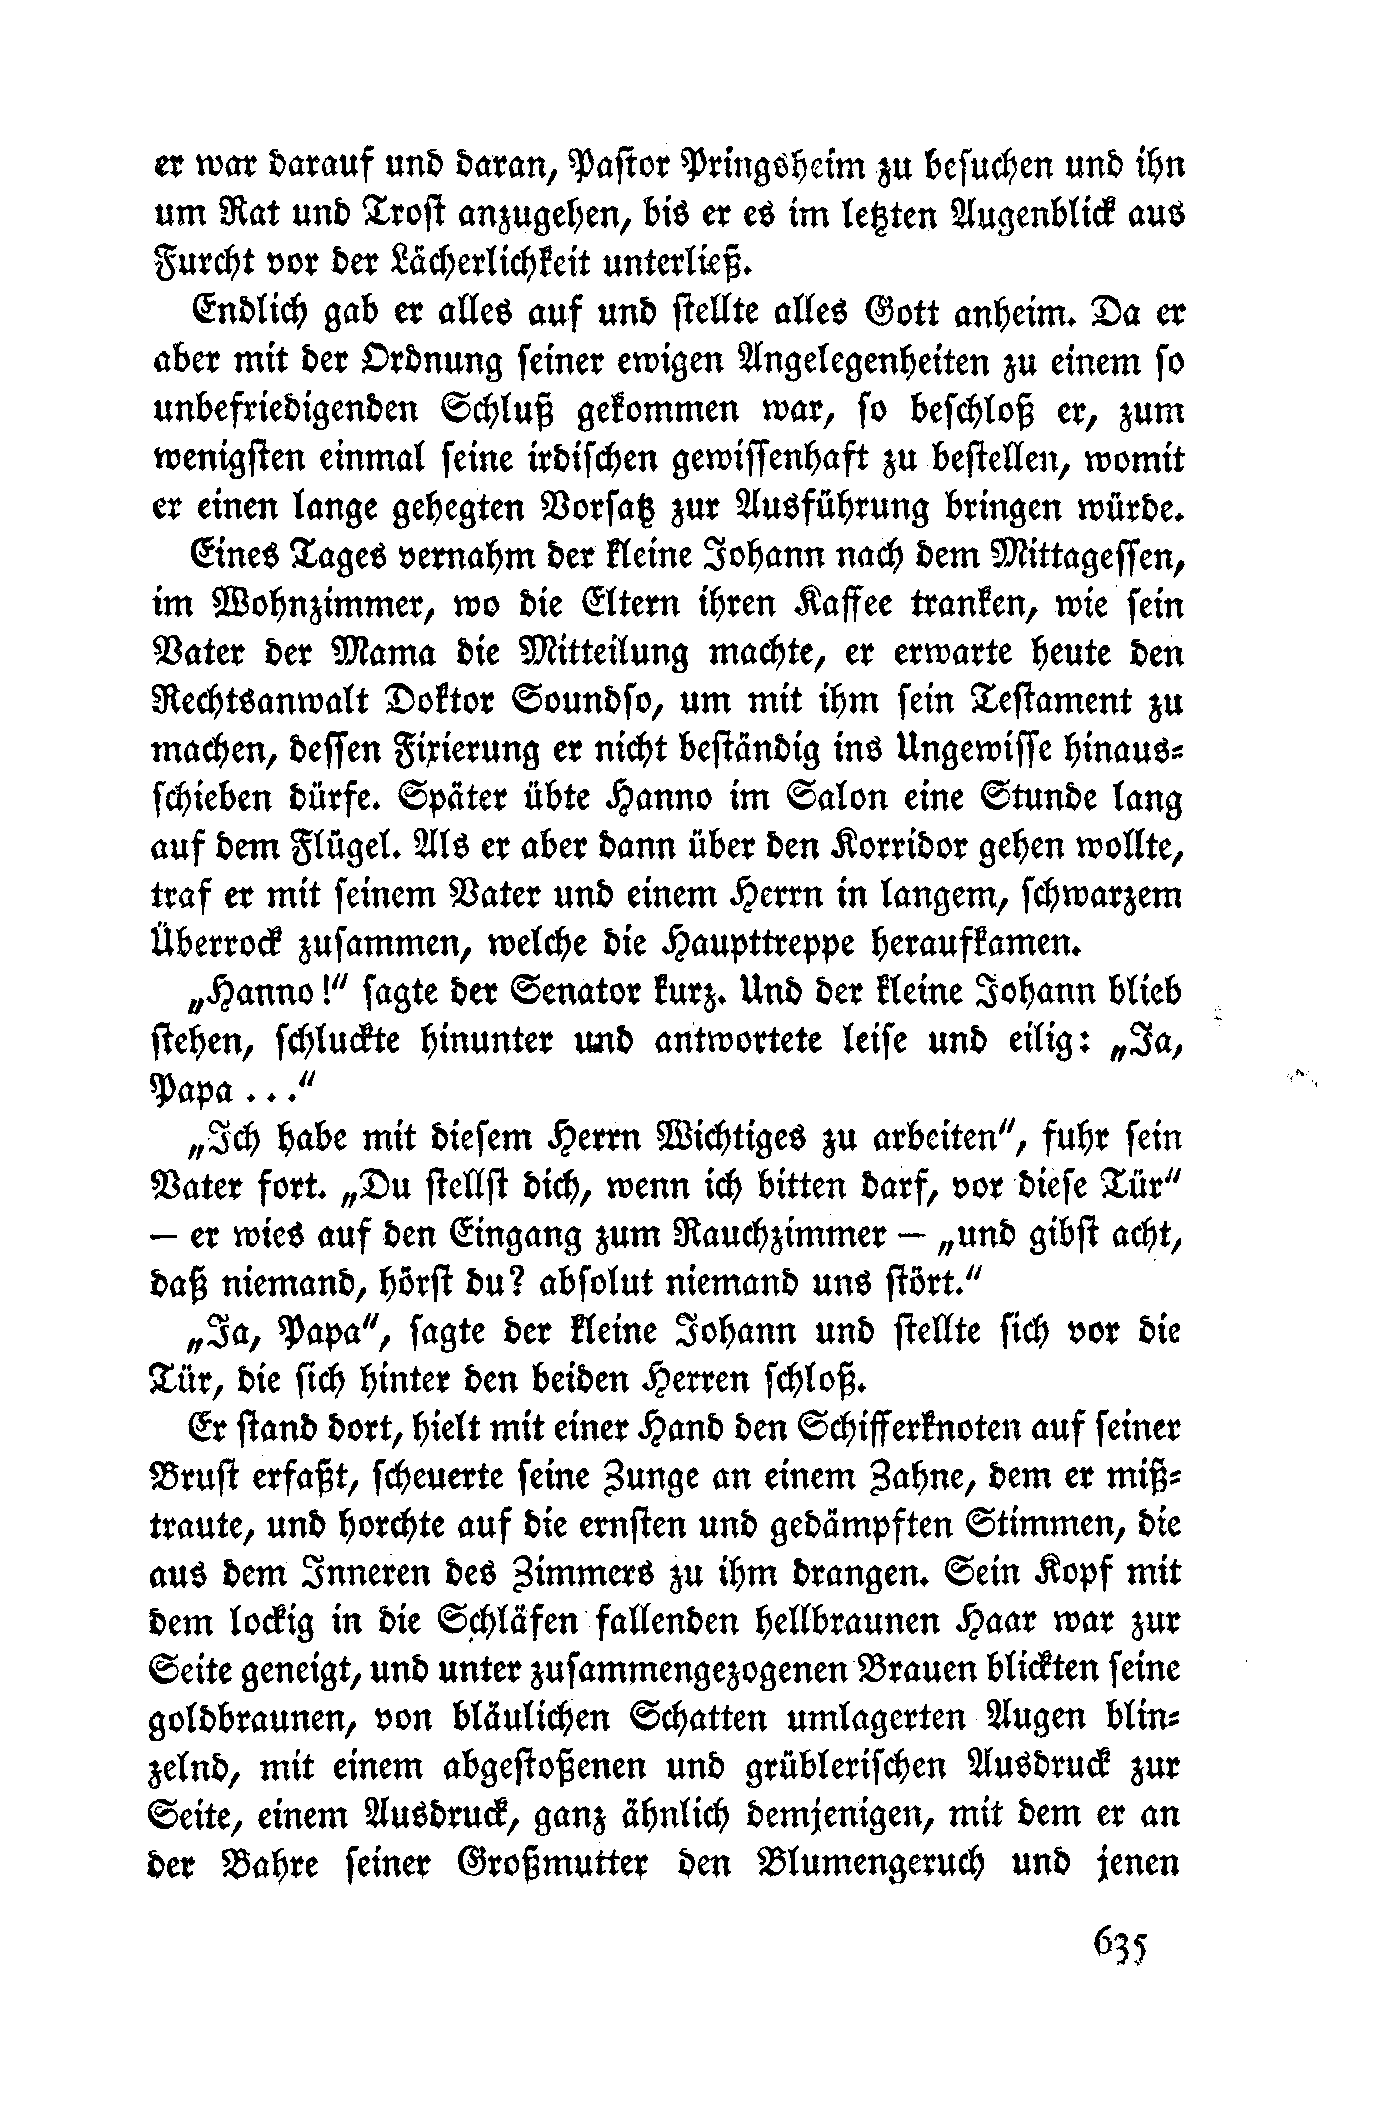 er war darauf und daran, Pastor Pringsheim zu besuchen und ihn
um Rat und Trost anzugehen, bis er es im letzten Augenblick aus
Furcht vor der Lächerlichkeit unterließ.
Endlich gab er alles auf und stellte alles Gott anheim. Da er
aber mit der Ordnung seiner ewigen Angelegenheiten zu einem so
unbefriedigenden Schluß gekommen war, so beschloß er, zum
wenigsten einmal seine irdischen gewissenhaft zu bestellen, womit
er einen lange gehegten Vorsatz zur Ausführung bringen würde.
Eines Tages vernahm der kleine Johann nach dem Mittagessen,
im Wohnzimmer, wo die Eltern ihren Kaffee tranken, wie sein
Vater der Mama die Mitteilung machte, er erwarte heute den
Rechtsanwalt Doktor Soundso, um mit ihm sein Testament zu
machen, dessen Fixierung er nicht beständig ins Ungewisse hinaus-
schieben dürfe. Später übte Hanno im Salon eine Stunde lang
auf dem Flügel. Als er aber dann über den Korridor gehen wollte,
traf er mit seinem Vater und einem Herrn in langem, schwarzem
Überrock zusammen, welche die Haupttreppe heraufkamen.
„Hanno!“ sagte der Senator kurz. Und der kleine Johann blieb
stehen, schluckte hinunter und antwortete leise und eilig: „Ja,
Papa . . .“
„Ich habe mit diesem Herrn Wichtiges zu arbeiten“, fuhr sein
Vater fort. „Du stellst dich, wenn ich bitten darf, vor diese Tür“
— er wies auf den Eingang zum Rauchzimmer — „und gibst acht,
daß niemand, hörst du? absolut niemand uns stört.“
„Ja, Papa“, sagte der kleine Johann und stellte sich vor die
Tür, die sich hinter den beiden Herren schloß.
Er stand dort, hielt mit einer Hand den Schifferknoten auf seiner
Brust erfaßt, scheuerte seine Zunge an einem Zahne, dem er miß-
traute, und horchte auf die ernsten und gedämpften Stimmen, die
aus dem Inneren des Zimmers zu ihm drangen. Sein Kopf mit
dem lockig in die Schläfen fallenden hellbraunen Haar war zur
Seite geneigt, und unter zusammengezogenen Brauen blickten seine
goldbraunen, von bläulichen Schatten umlagerten Augen blin-
zelnd, mit einem abgestoßenen und grüblerischen Ausdruck zur
Seite, einem Ausdruck, ganz ähnlich demjenigen, mit dem er an
der Bahre seiner Großmutter den Blumengeruch und jenen
635